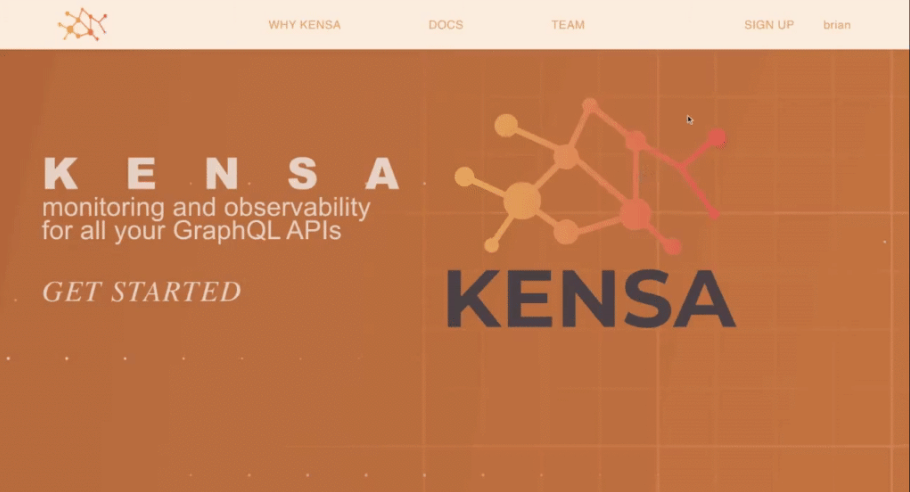 WHY KENSA
DOCS
TEAM
SIGN UP
brian
K E N S A
monitoring and observability
for all your GraphQL APIs
GET STARTED
KENSA